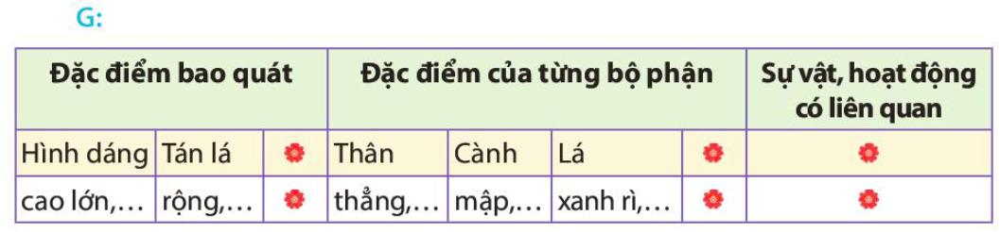 G:
Đặc điểm bao quát Đặc điểm của từng bộ phận Sự vật, hoạt động có liên quan
Hình dáng Tán lá Thân Cành Lá
cao lớn,... rộng,... thẳng,... mập,... xanh rì,...